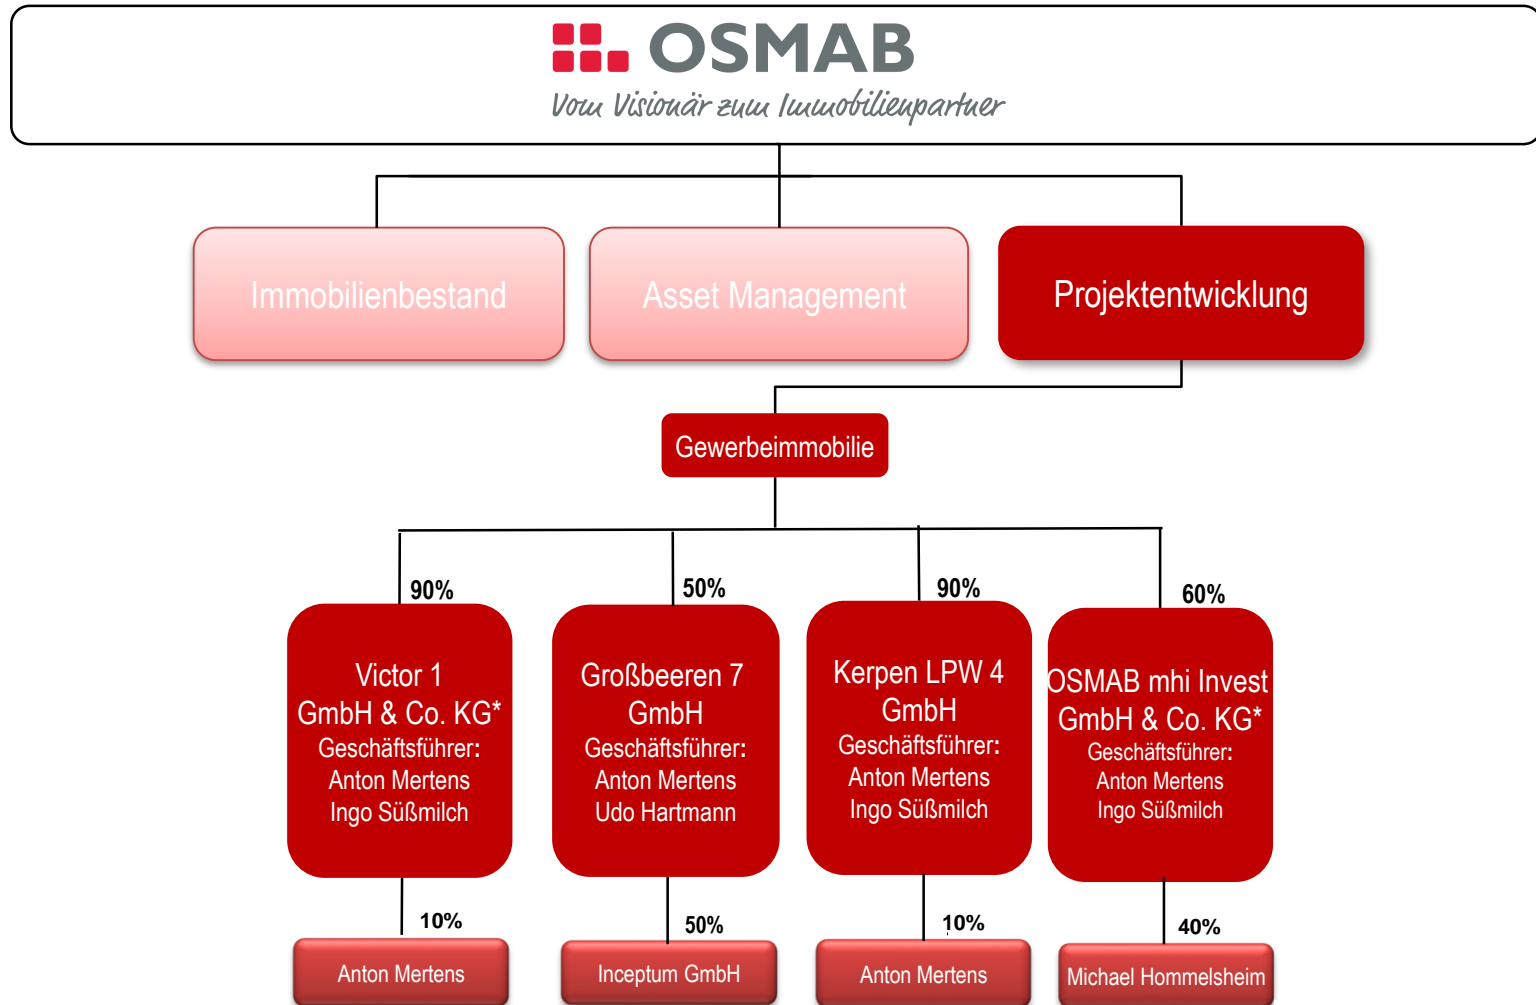 OSMAB
Vom Visionär zum Immobilienpartner
Immobilienbestand
Asset Management
Projektentwicklung
Gewerbeimmobilie
90%
50%
90%
60%
Victor 1
GmbH & Co. KG*
Geschäftsführer:
Anton Mertens
Ingo Süßmilch
Großbeeren 7
GmbH
Geschäftsführer:
Anton Mertens
Udo Hartmann
Kerpen LPW 4
GmbH
Geschäftsführer:
Anton Mertens
Ingo Süßmilch
OSMAB mhi Invest
GmbH & Co. KG*
Geschäftsführer:
Anton Mertens
Ingo Süßmilch
10%
50%
10%
40%
Anton Mertens
Inceptum GmbH
Anton Mertens
Michael Hommelsheim